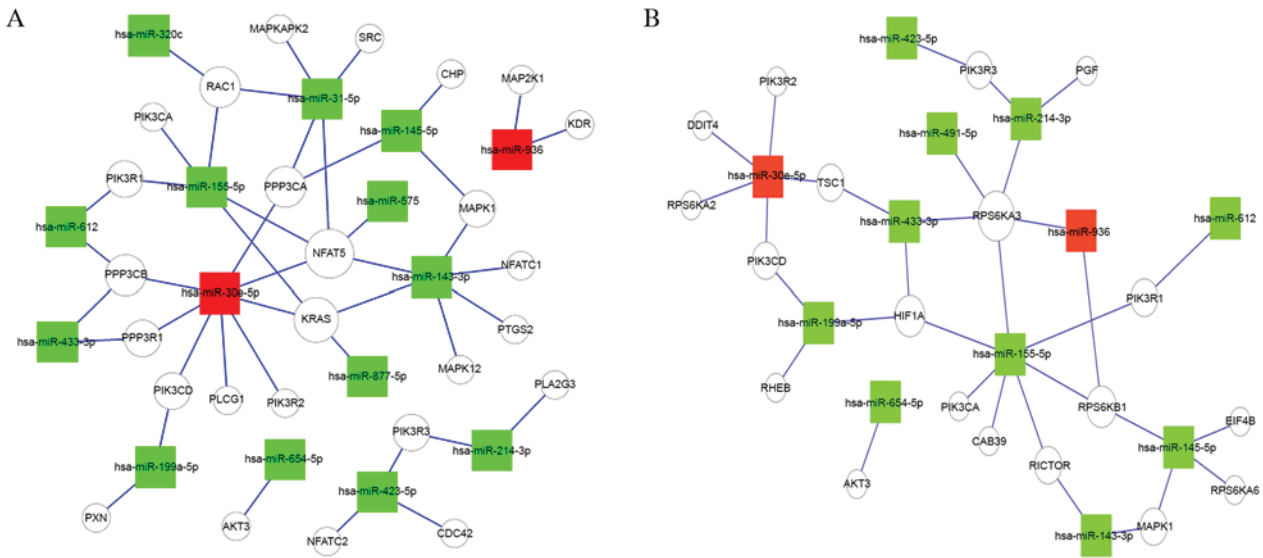 A
hsa-miR-320c
MAPKAPK2
SRC
RAC1
hsa-miR-31-5p
CHP
MAP2K1
PIK3CA
hsa-miR-145-5p
KDR
hsa-miR-936
PIK3R1
hsa-miR-155-5p
PPP3CA
hsa-miR-575
MAPK1
hsa-miR-612
NFAT5
PPP3CB
hsa-miR-143-3p
NFATC1
hsa-miR-30e-5p
KRAS
PTGS2
hsa-miR-433-3p
PPP3R1
MAPK12
hsa-miR-877-5p
PIK3CD
PLCG1
PIK3R2
PLA2G3
PIK3R3
hsa-miR-214-3p
hsa-miR-199a-5p
hsa-miR-654-5p
hsa-miR-423-5p
PXN
AKT3
NFATC2
CDC42
B
hsa-miR-423-5p
PIK3R3
PGF
PIK3R2
hsa-miR-214-3p
DDIT4
hsa-miR-491-5p
hsa-miR-30e-5p
TSC1
RPS6KA2
hsa-miR-433-3p
RPS6KA3
hsa-miR-936
hsa-miR-612
PIK3CD
PIK3R1
hsa-miR-199a-5p
HIF1A
hsa-miR-155-5p
RHEB
hsa-miR-654-5p
PIK3CA
RPS6KB1
CAB39
EIF4B
hsa-miR-145-5p
RICTOR
AKT3
RPS6KA6
MAPK1
hsa-miR-143-3p